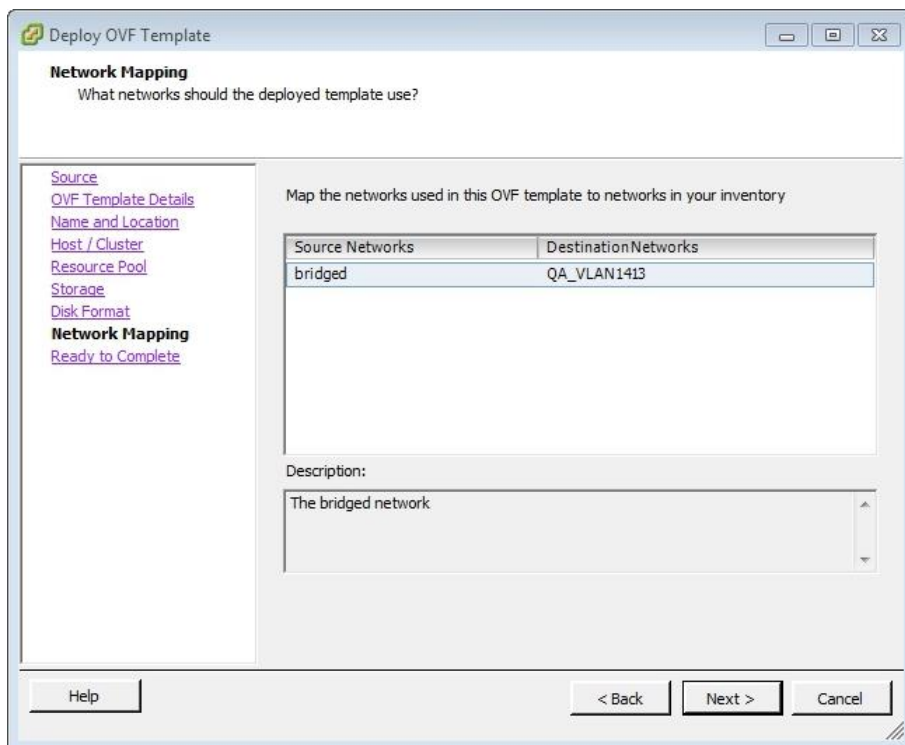 Deploy OVF Template
Network Mapping
What networks should the deployed template use?
Source
OVF Template Details
Name and Location
Host / Cluster
Resource Pool
Storage
Disk Format
Network Mapping
Ready to Complete
Map the networks used in this OVF template to networks in your inventory
Source Networks DestinationNetworks
bridged QA_VLAN1413
Description:
The bridged network
Help < Back Next > Cancel